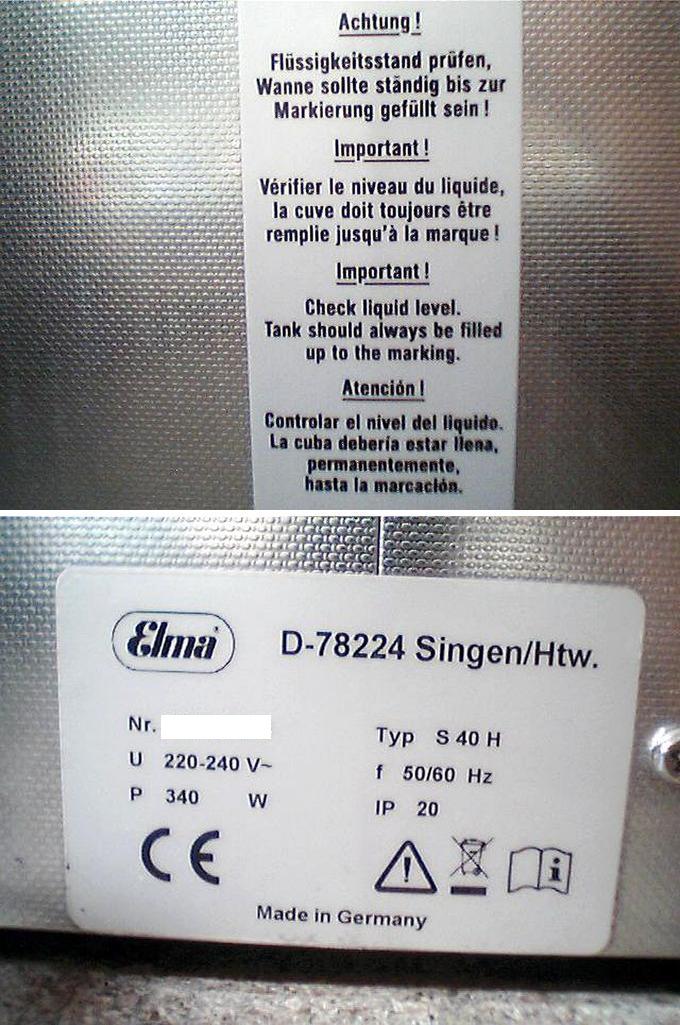 Achtung!
Flüssigkeitsstand prüfen,
Wanne sollte ständig bis zur
Markierung gefüllt sein!
Important!
Vérifier le niveau du liquide,
la cuve doit toujours être
remplie jusqu'à la marque!
Important!
Check liquid level.
Tank should always be filled
up to the marking.
Atención!
Controlar el nivel del liquido.
La cuba debería estar llena,
permanentemente,
hasta la marcación.
Elma® D-78224 Singen/Htw.
Nr.
Typ S 40 H
U 220-240 V~
f 50/60 Hz
P 340 W
IP 20
CE
Made in Germany